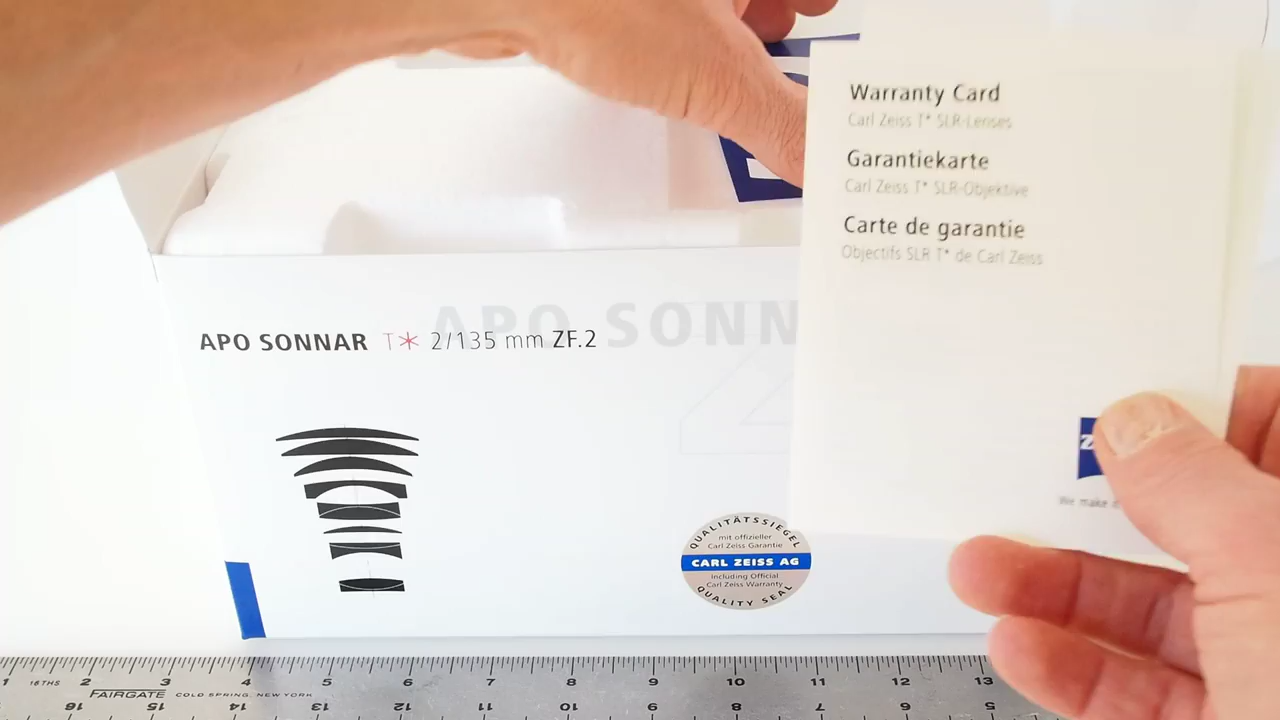 Warranty Card
Carl Zeiss T* SLR-Lenses
Garantiekarte
Carl Zeiss T* SLR-Objektive
Carte de garantie
Objectifs SLR T* de Carl Zeiss
We make
APO SONN
APO SONNAR T* 2/135 mm ZF.2
QUALITÄTSSIEGEL
mit offizieller
Carl Zeiss Garantie
CARL ZEISS AG
including Official
Carl Zeiss Warranty
QUALITY SEAL
1 16THS 2 3 4 5 6 7 8 9 10 11 12 13
FAIRGATE COLD SPRING, NEW YORK
16 15 14 13 12 11 10 9 8 7 6 5